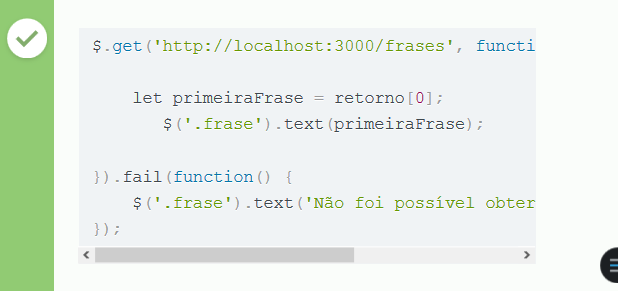 $.get('http://localhost:3000/frases', functi
let primeiraFrase = retorno[0];
$('.frase').text(primeiraFrase);
}).fail(function() {
$('.frase').text('Não foi possível obter
});